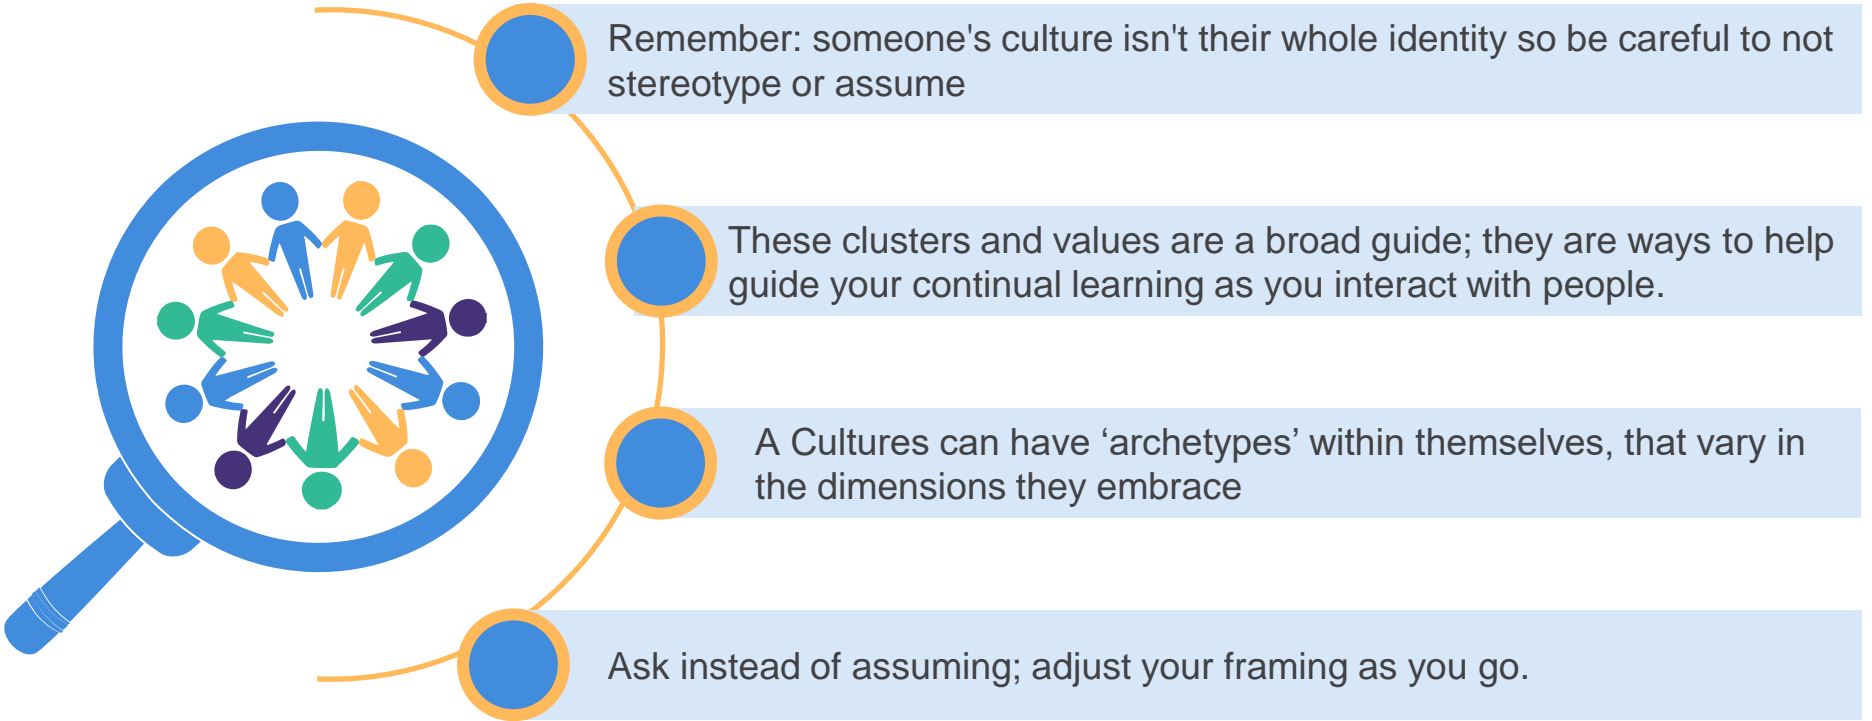 Remember: someone's culture isn't their whole identity so be careful to not
stereotype or assume
These clusters and values are a broad guide; they are ways to help
guide your continual learning as you interact with people.
A Cultures can have ‘archetypes’ within themselves, that vary in
the dimensions they embrace
Ask instead of assuming; adjust your framing as you go.